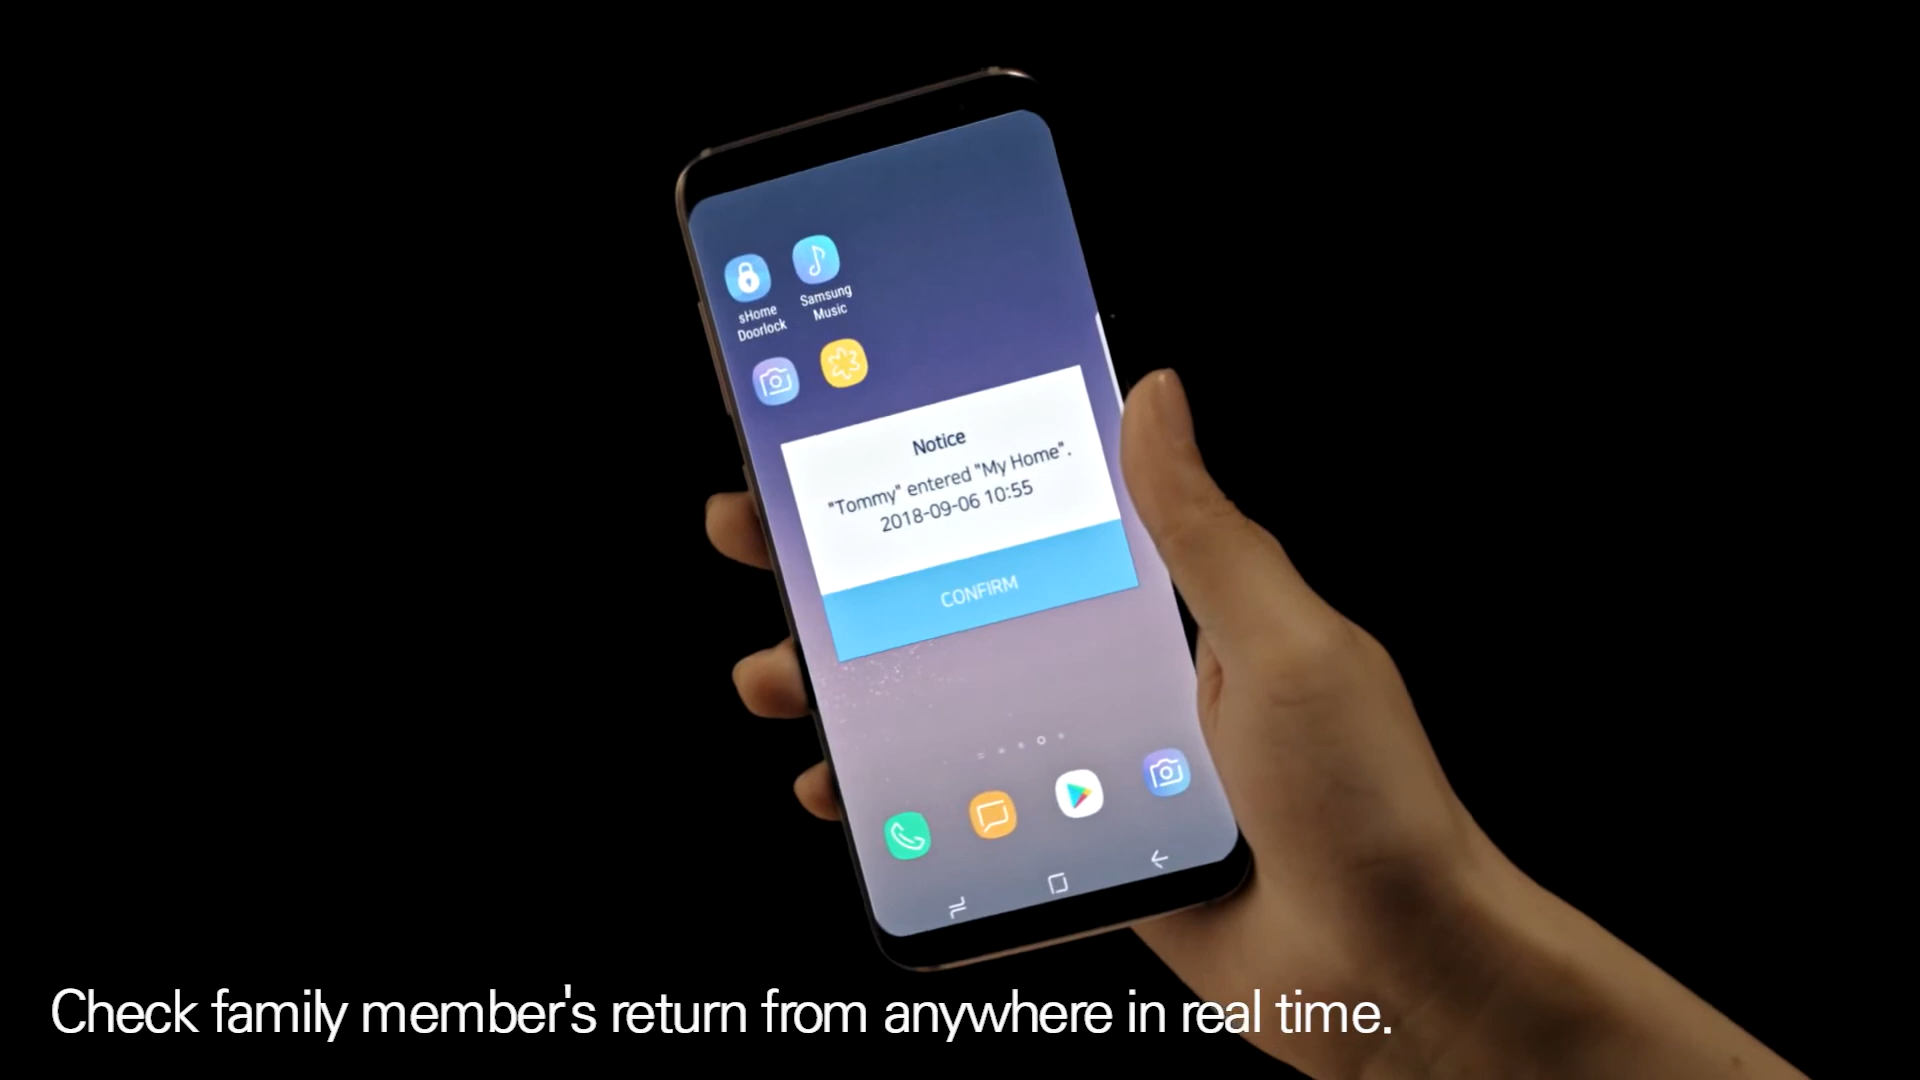 sHome
Doorlock
Samsung
Music
Notice
"Tommy" entered "My Home".
2018-09-06 10:55
CONFIRM
Check family member's return from anywhere in real time.